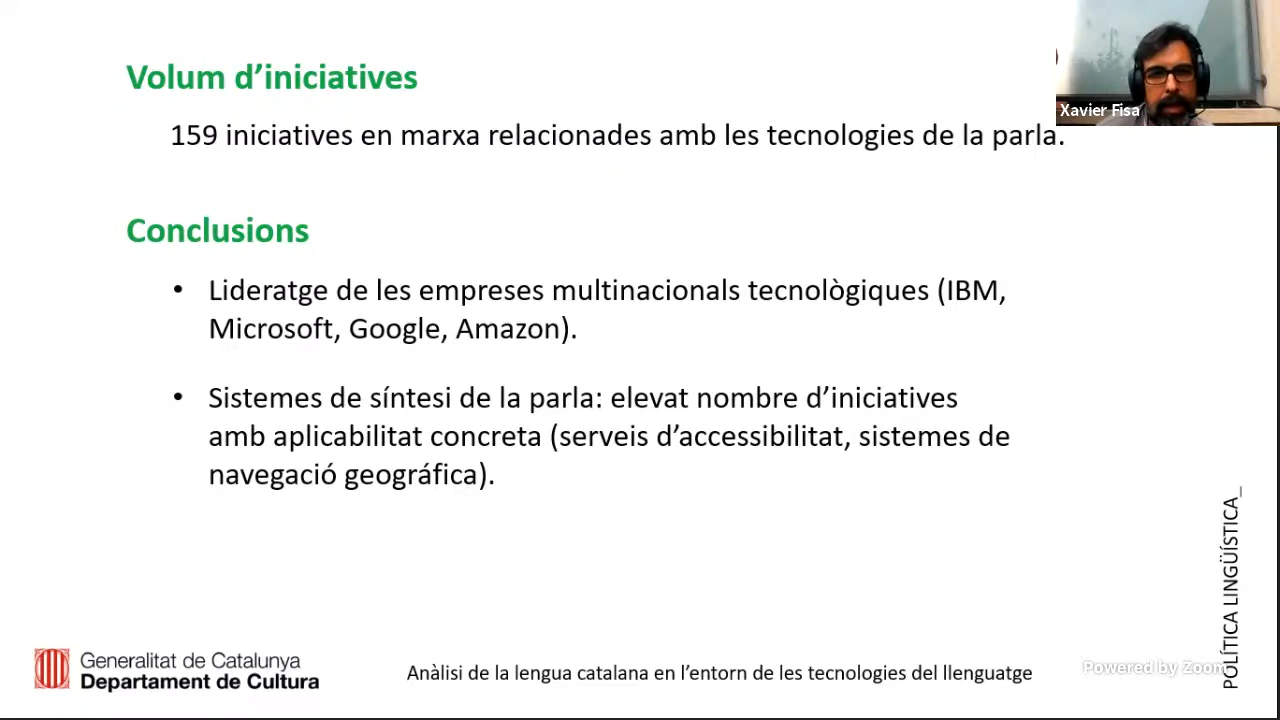 Volum d’iniciatives
159 iniciatives en marxa relacionades amb les tecnologies de la parla.
Xavier Fisa
Conclusions
• Lideratge de les empreses multinacionals tecnològiques (IBM,
Microsoft, Google, Amazon).
• Sistemes de síntesi de la parla: elevat nombre d’iniciatives
amb aplicabilitat concreta (serveis d’accessibilitat, sistemes de
navegació geográfica).
POLÍTICA LINGÜÍSTICA_
Generalitat de Catalunya
Departament de Cultura
Anàlisi de la lengua catalana en l’entorn de les tecnologies del llenguatge
Powered by Zoom